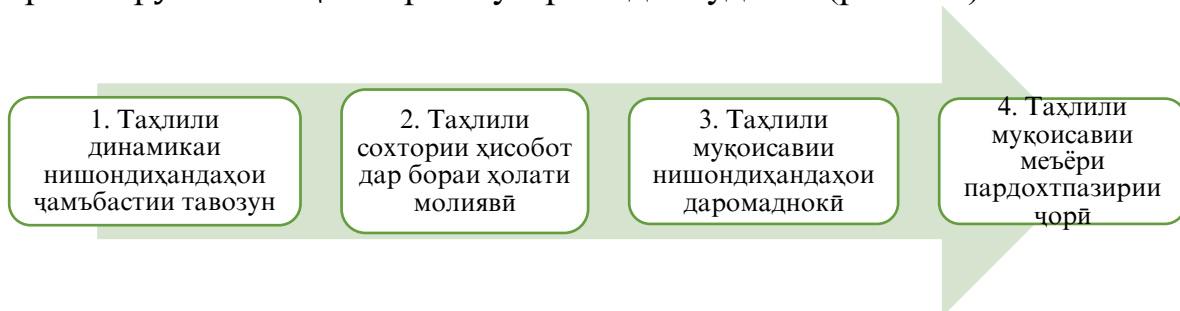 1. Таҳлили
динамикаи
нишондиҳандаҳои
ҷамъбастии тавозун
2. Таҳлили
сохтории ҳисобот
дар бораи ҳолати
молиявӣ
3. Таҳлили
муқоисавии
нишондиҳандаҳои
даромаднокӣ
4. Таҳлили
муқоисавии
меъёри
пардохтпазирии
ҷорӣ